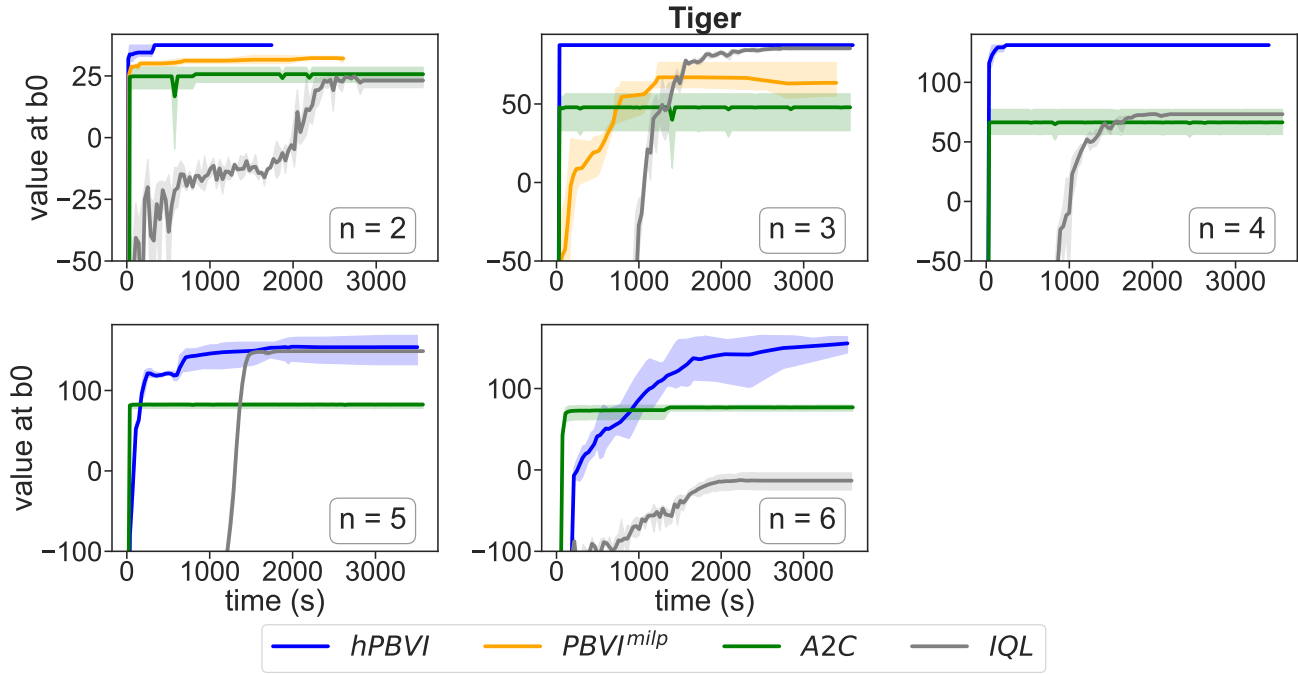 Tiger
value at b0
25
0
−25
−50
0 1000 2000 3000
n = 2
50
0
−50
0 1000 2000 3000
n = 3
100
50
0
−50
0 1000 2000 3000
n = 4
value at b0
100
0
−100
0 1000 2000 3000
time (s)
n = 5
100
0
−100
0 1000 2000 3000
time (s)
n = 6
hPBVI PBVI^milp A2C IQL